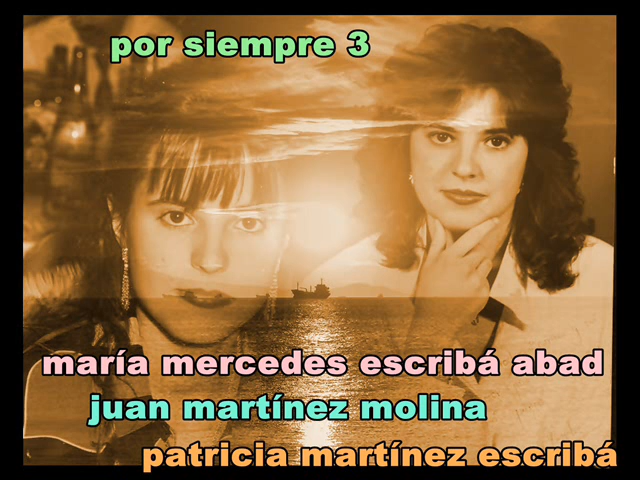 por siempre 3
maría mercedes escribá abad
juan martínez molina
patricia martínez escribá